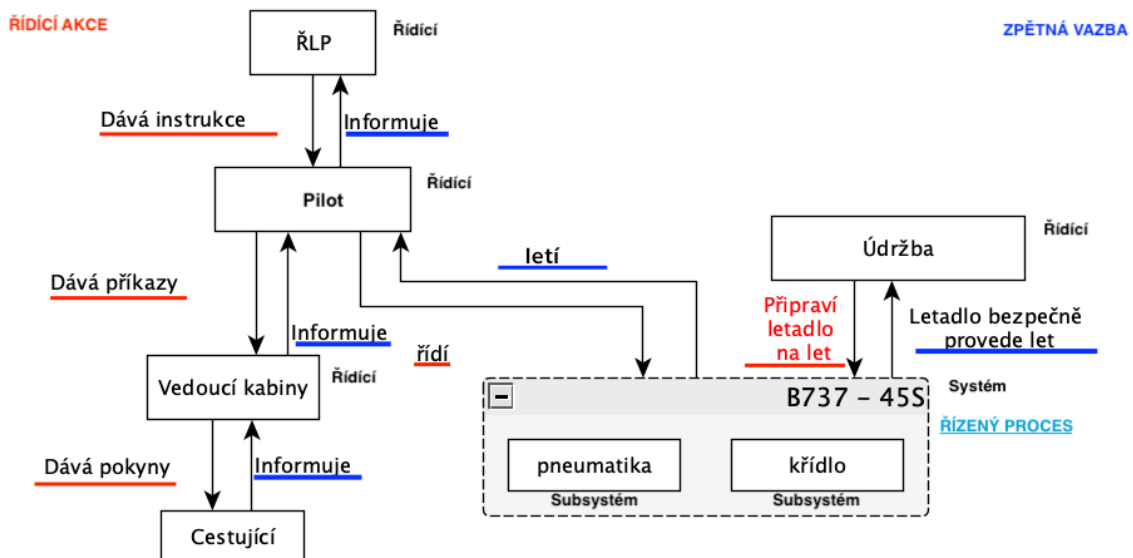 ŘÍDÍCÍ AKCE
ŘLP
Řídící
ZPĚTNÁ VAZBA
Dává instrukce
Informuje
Pilot
Řídící
Údržba
Řídící
letí
Dává příkazy
Informuje
řídí
Připraví
letadlo
na let
Letadlo bezpečně
provede let
Vedoucí kabiny
Řídící
B737 – 45S
Systém
ŘÍZENÝ PROCES
pneumatika
Subsystém
křídlo
Subsystém
Dává pokyny
Informuje
Cestující